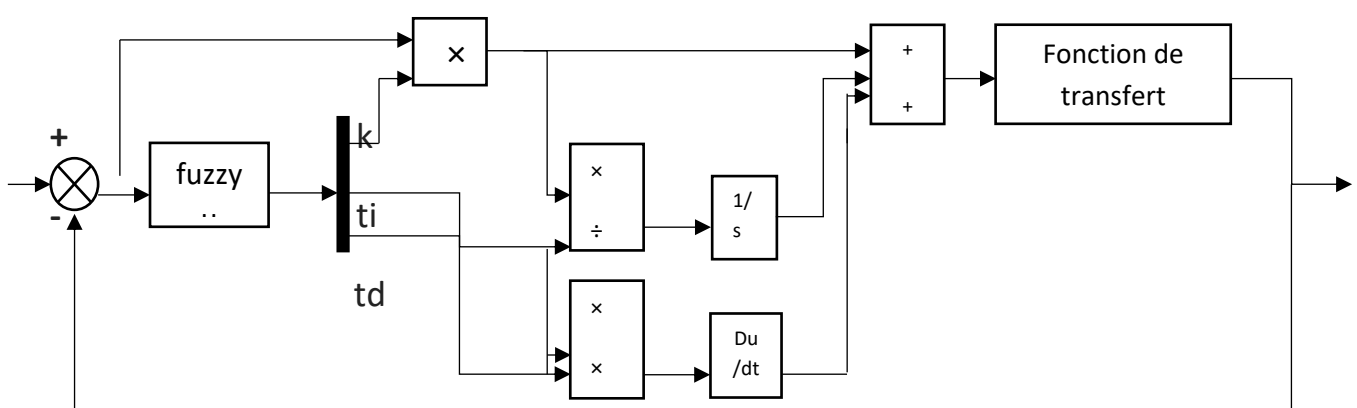 ×
+
+
Fonction de
transfert
+
-
fuzzy
..
k
ti
td
×
÷
1/
s
×
×
Du
/dt